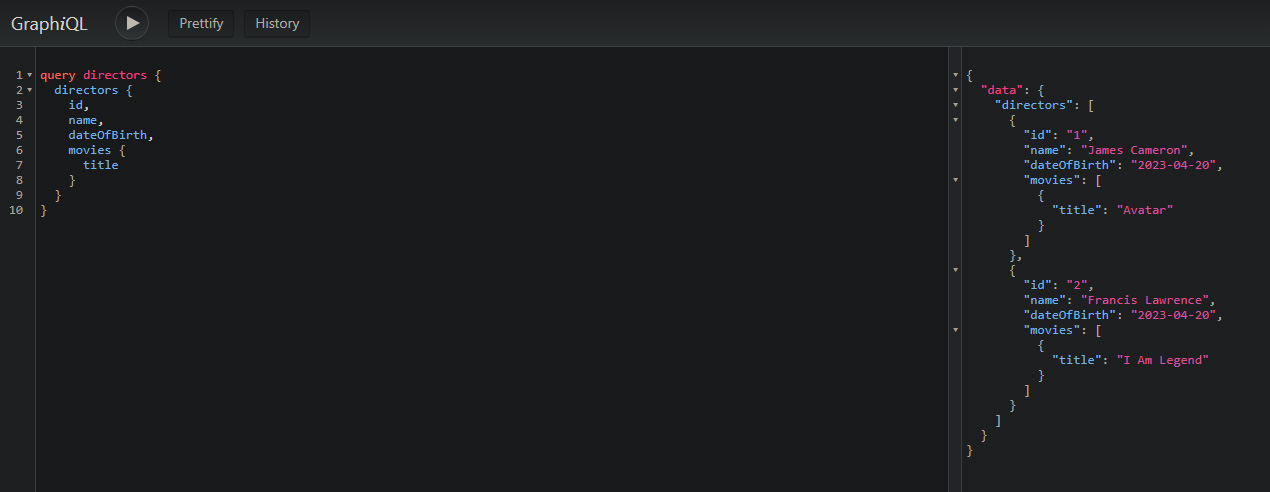 GraphiQL
Prettify
History
1 query directors {
2   directors {
3     id,
4     name,
5     dateOfBirth,
6     movies {
7       title
8     }
9   }
10 }
{
  "data": {
    "directors": [
      {
        "id": "1",
        "name": "James Cameron",
        "dateOfBirth": "2023-04-20",
        "movies": [
          {
            "title": "Avatar"
          }
        ]
      },
      {
        "id": "2",
        "name": "Francis Lawrence",
        "dateOfBirth": "2023-04-20",
        "movies": [
          {
            "title": "I Am Legend"
          }
        ]
      }
    ]
  }
}